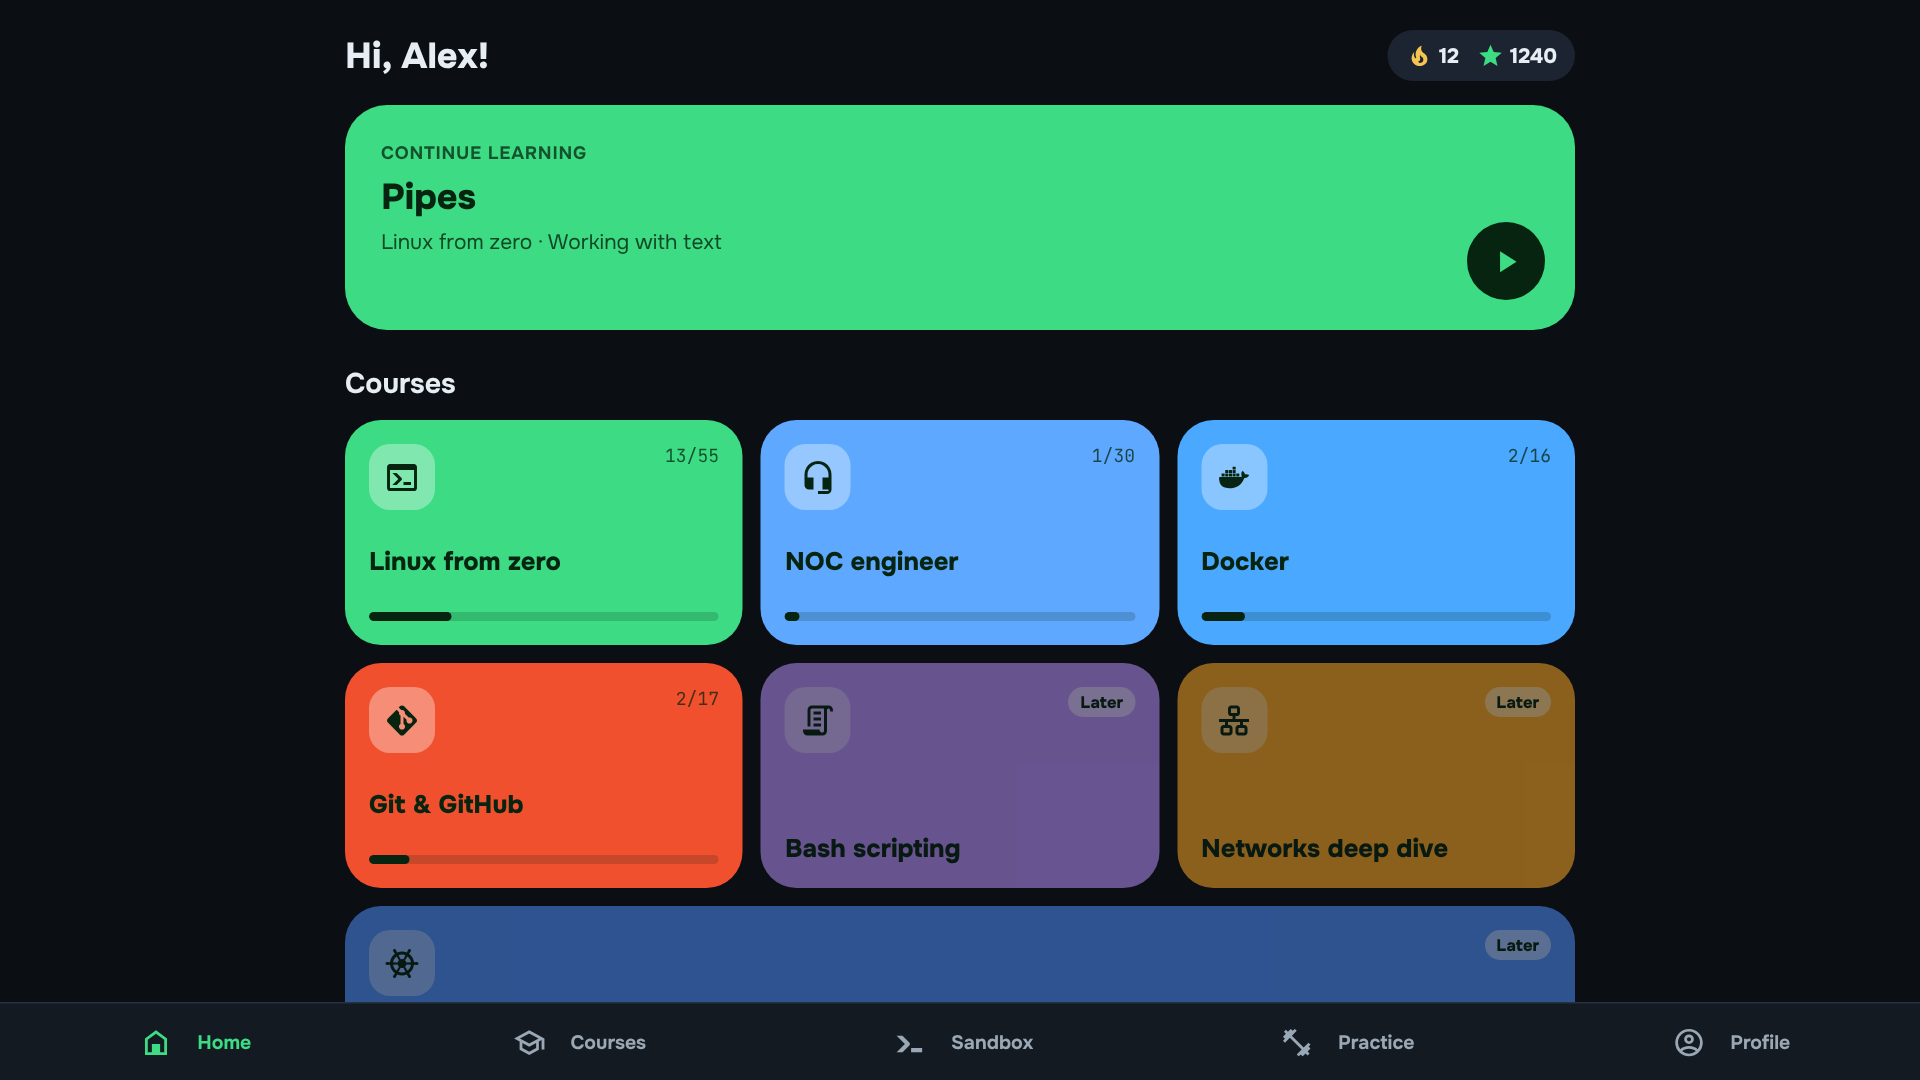 Hi, Alex!
12 1240
CONTINUE LEARNING
Pipes
Linux from zero · Working with text
Courses
13/55
Linux from zero
1/30
NOC engineer
2/16
Docker
2/17
Git & GitHub
Later
Bash scripting
Later
Networks deep dive
Later
Home
Courses
Sandbox
Practice
Profile